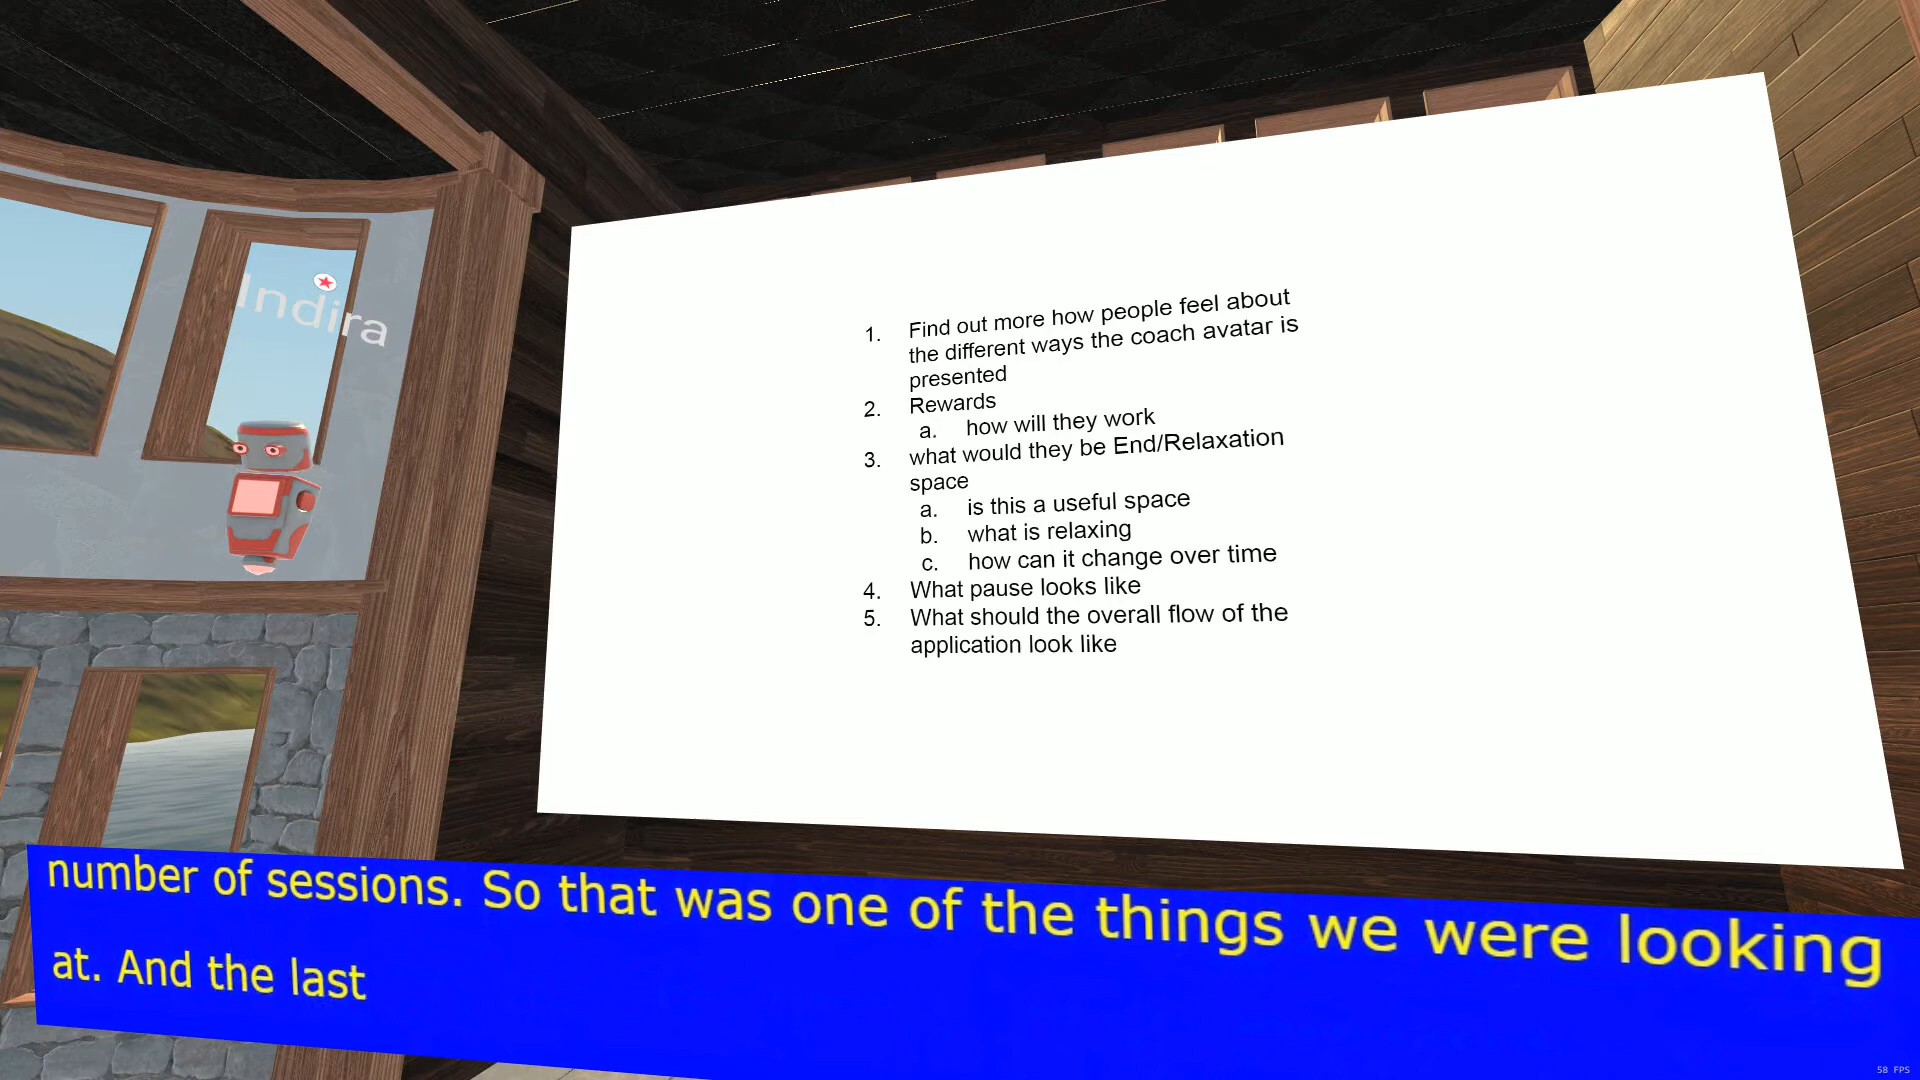 Indira
1. Find out more how people feel about
the different ways the coach avatar is
presented
2. Rewards
a. how will they work
3. what would they be End/Relaxation
space
a. is this a useful space
b. what is relaxing
c. how can it change over time
4. What pause looks like
5. What should the overall flow of the
application look like
number of sessions. So that was one of the things we were looking
at. And the last
58 FPS